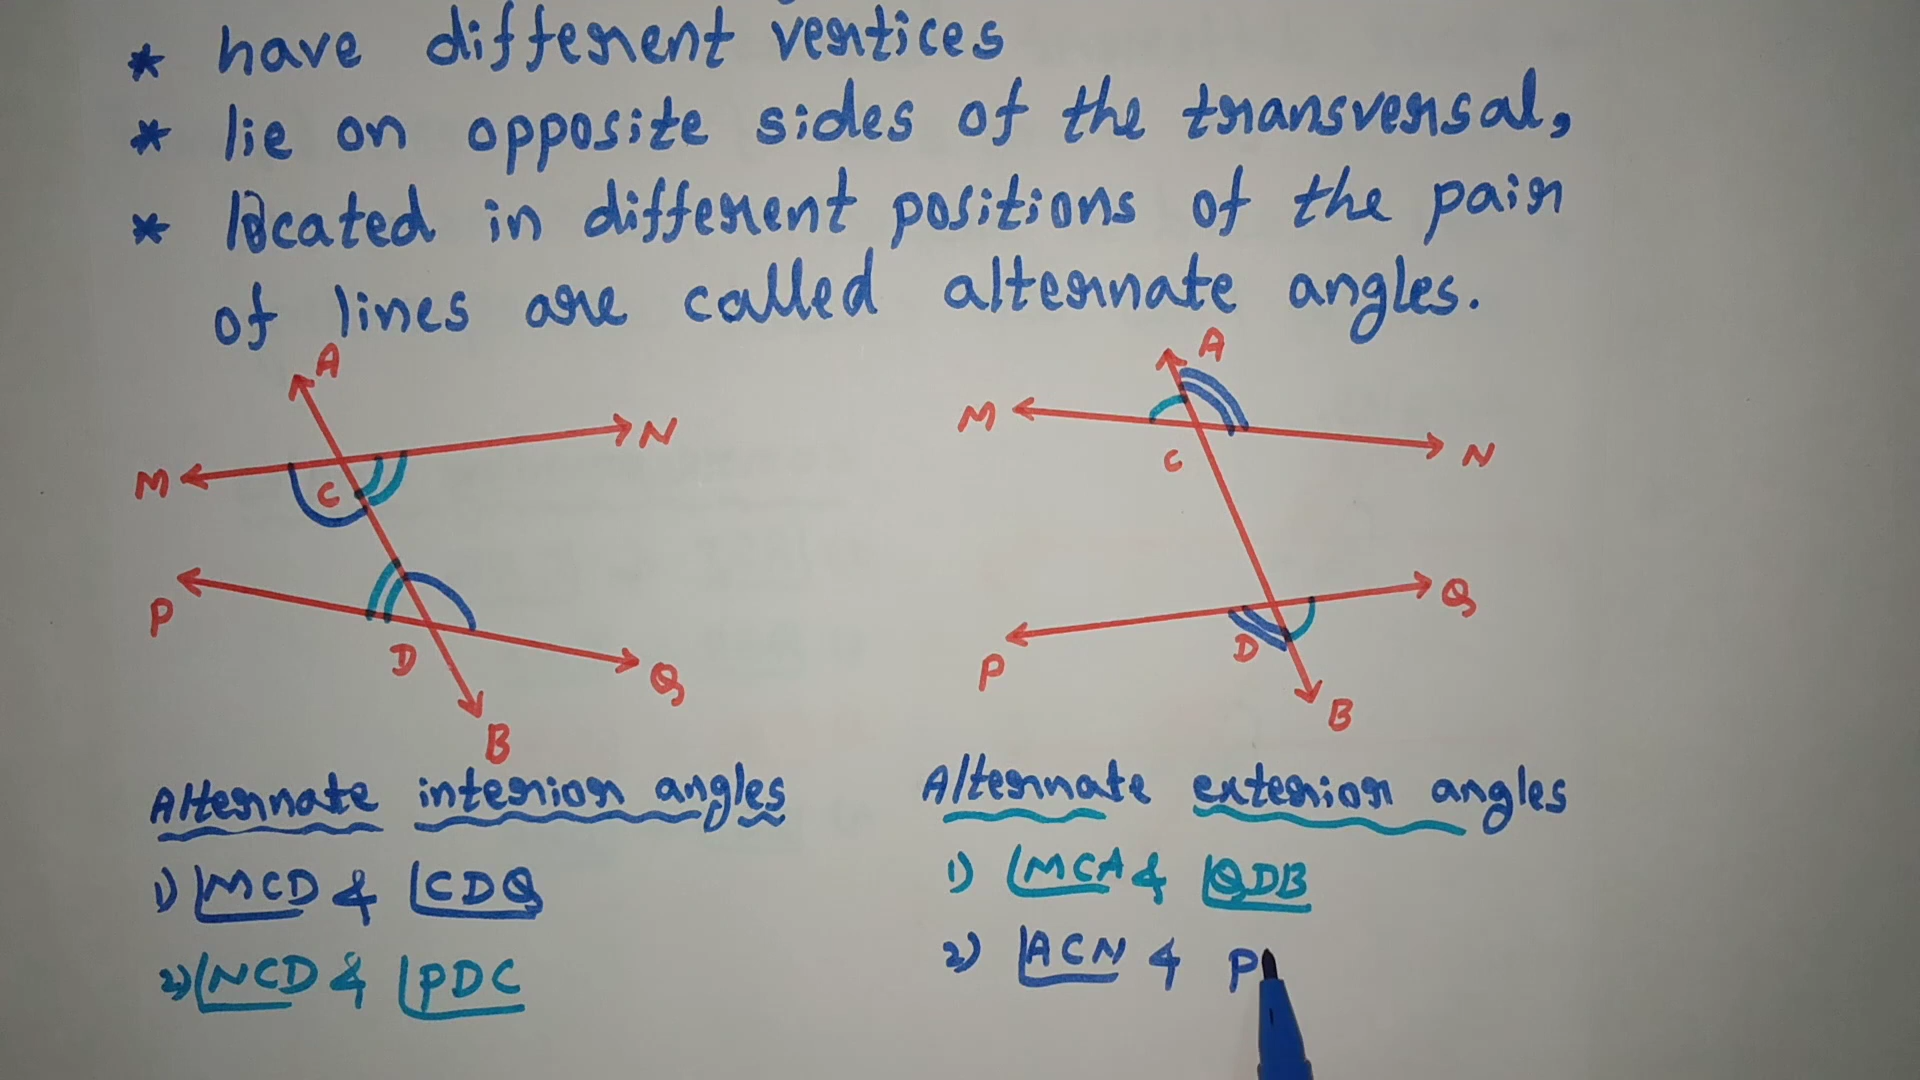 * have different vertices
* lie on opposite sides of the transversal,
* located in different positions of the pair
of lines are called alternate angles.
A
N
M
C
P
D
Q
B
A
M
N
C
Q
D
P
B
Alternate interior angles
1) ∠MCD & ∠CDQ
2) ∠NCD & ∠PDC
Alternate exterior angles
1) ∠MCA & ∠QDB
2) ∠ACN & P